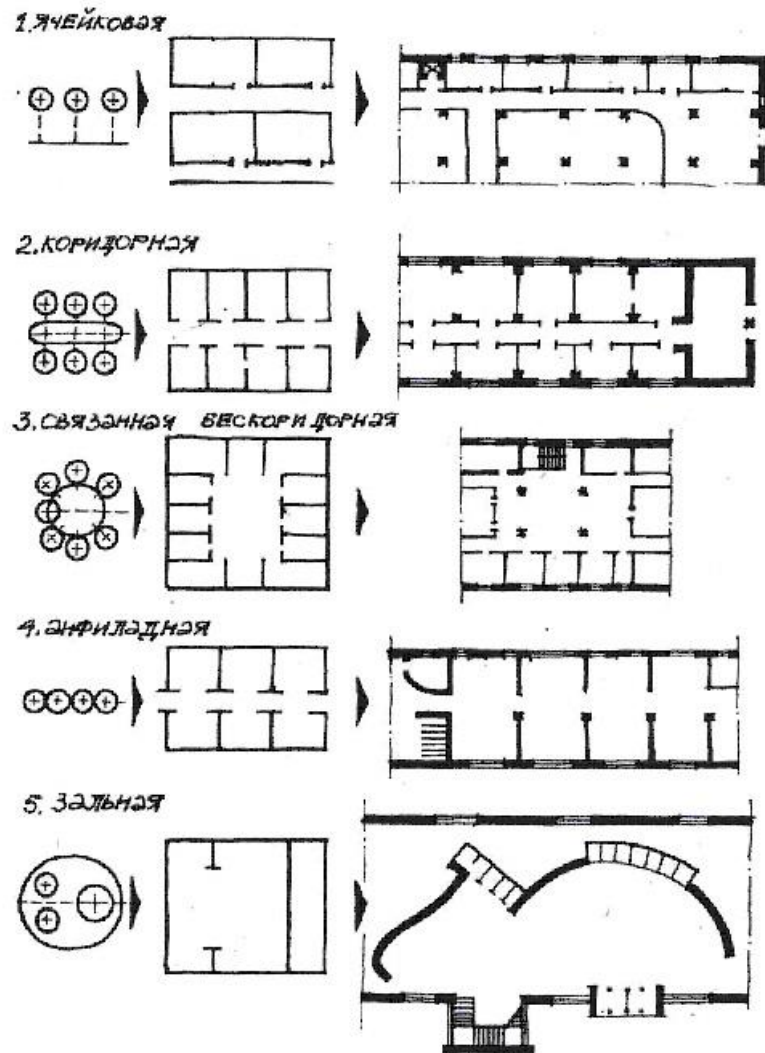 1. ЯЧЕЙКОВАЯ
2. КОРИДОРНАЯ
3. СВЯЗАННАЯ БЕСКОРИДОРНАЯ
4. АНФИЛАДНАЯ
5. ЗАЛЬНАЯ